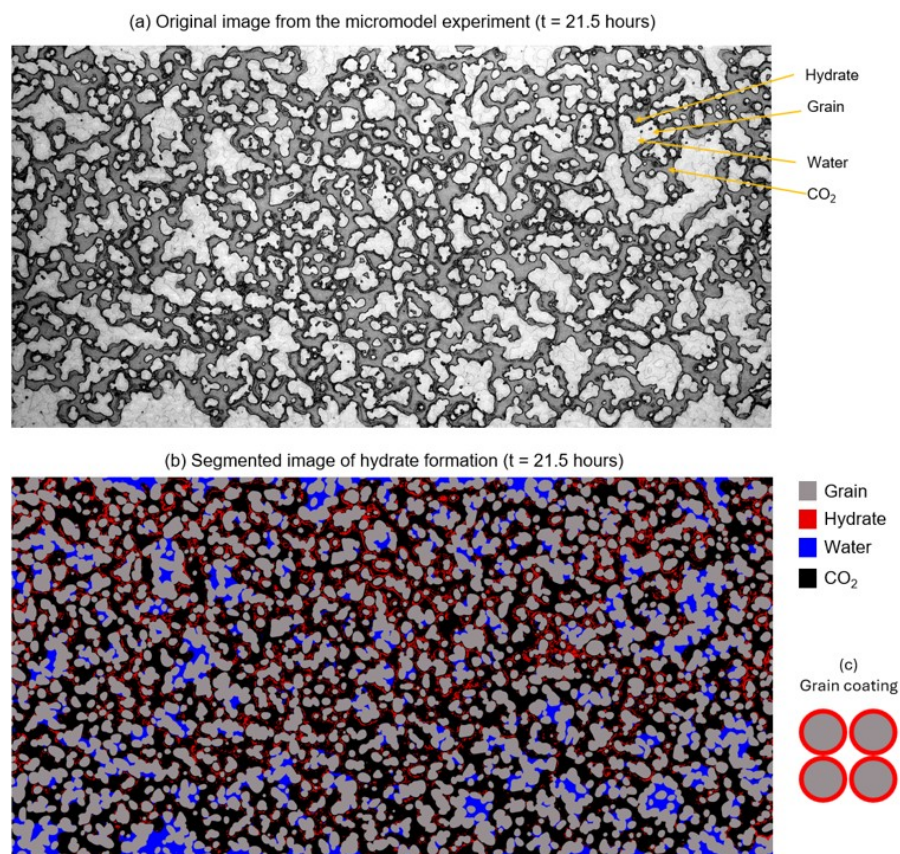 (a) Original image from the micromodel experiment (t = 21.5 hours)
Hydrate
Grain
Water
CO₂
(b) Segmented image of hydrate formation (t = 21.5 hours)
Grain
Hydrate
Water
CO₂
(c)
Grain coating